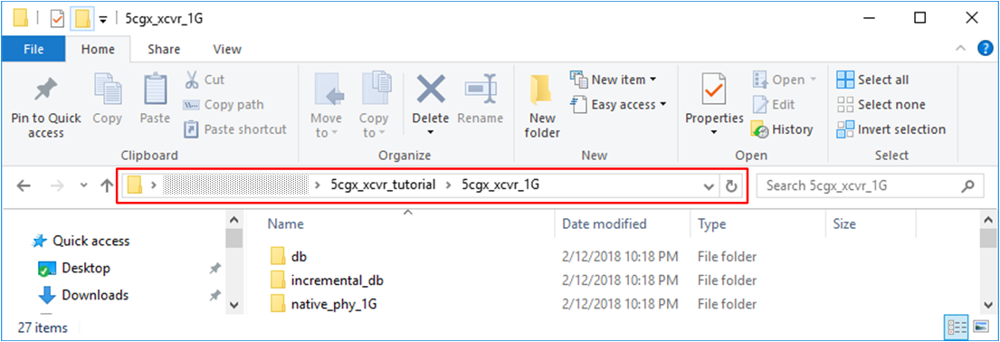 5cgx_xcvr_1G
File Home Share View
Pin to Quick access
Copy
Paste
Cut
Copy path
Paste shortcut
Clipboard
Move to
Copy to
Delete
Rename
Organize
New folder
New item
Easy access
New
Properties
Open
Edit
History
Open
Select all
Select none
Invert selection
Select
5cgx_xcvr_tutorial 5cgx_xcvr_1G
Search 5cgx_xcvr_1G
Quick access
Desktop
Downloads
Name Date modified Type Size
db 2/12/2018 10:18 PM File folder
incremental_db 2/12/2018 10:18 PM File folder
native_phy_1G 2/12/2018 10:18 PM File folder
27 items